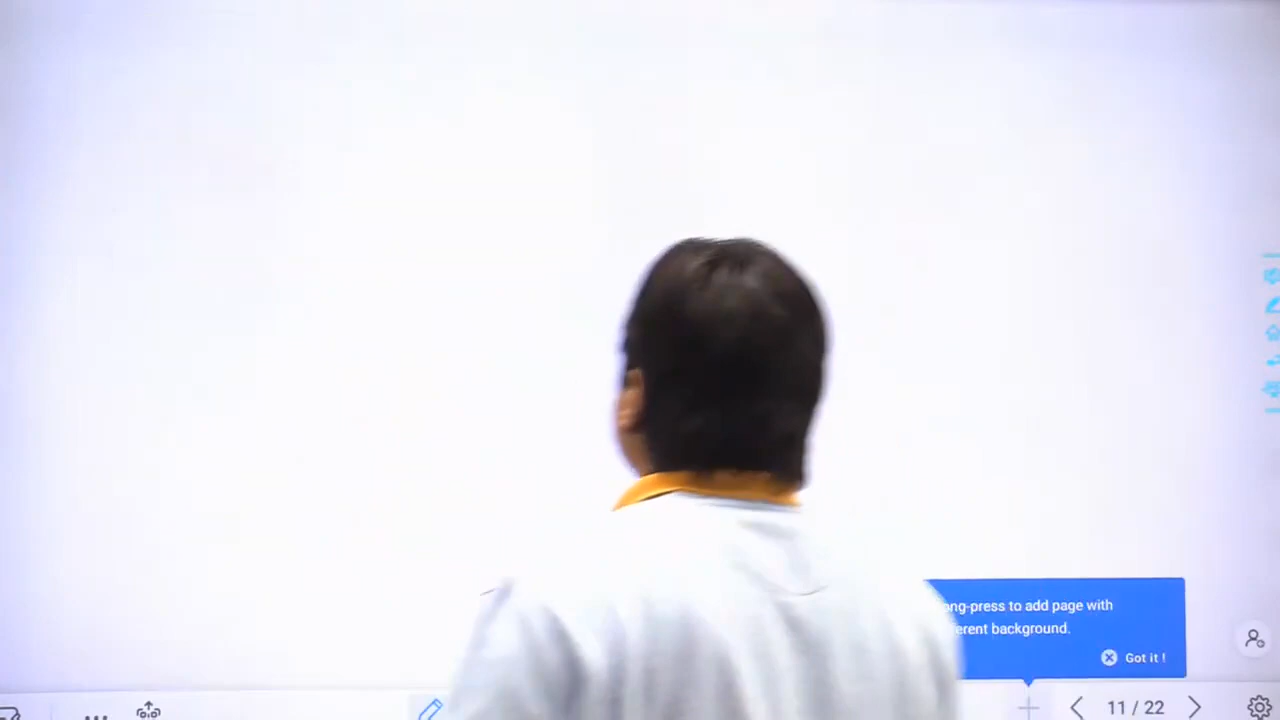 ong-press to add page with
erent background.
Got it !
11 / 22